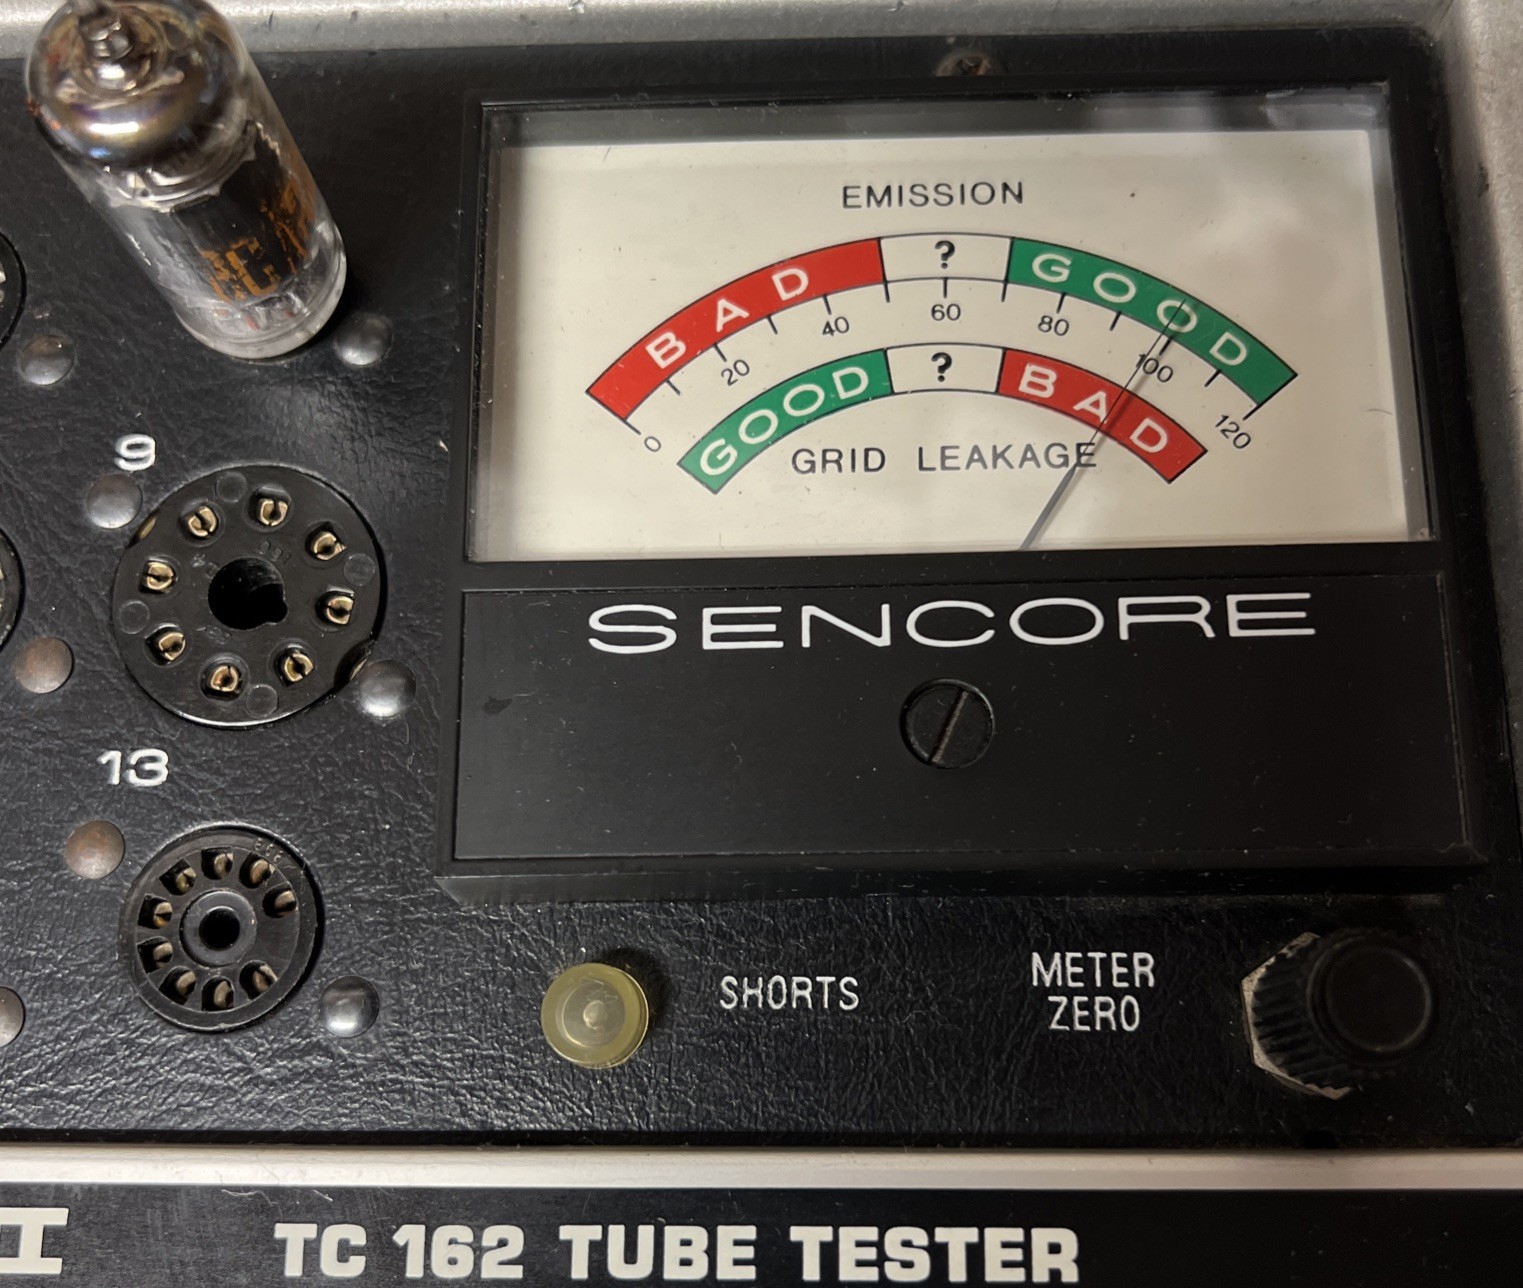 EMISSION
BAD ? GOOD
0 20 40 60 80 100 120
GOOD ? BAD
GRID LEAKAGE
RCA
9
SENCORE
13
SHORTS
METER
ZERO
TC 162 TUBE TESTER